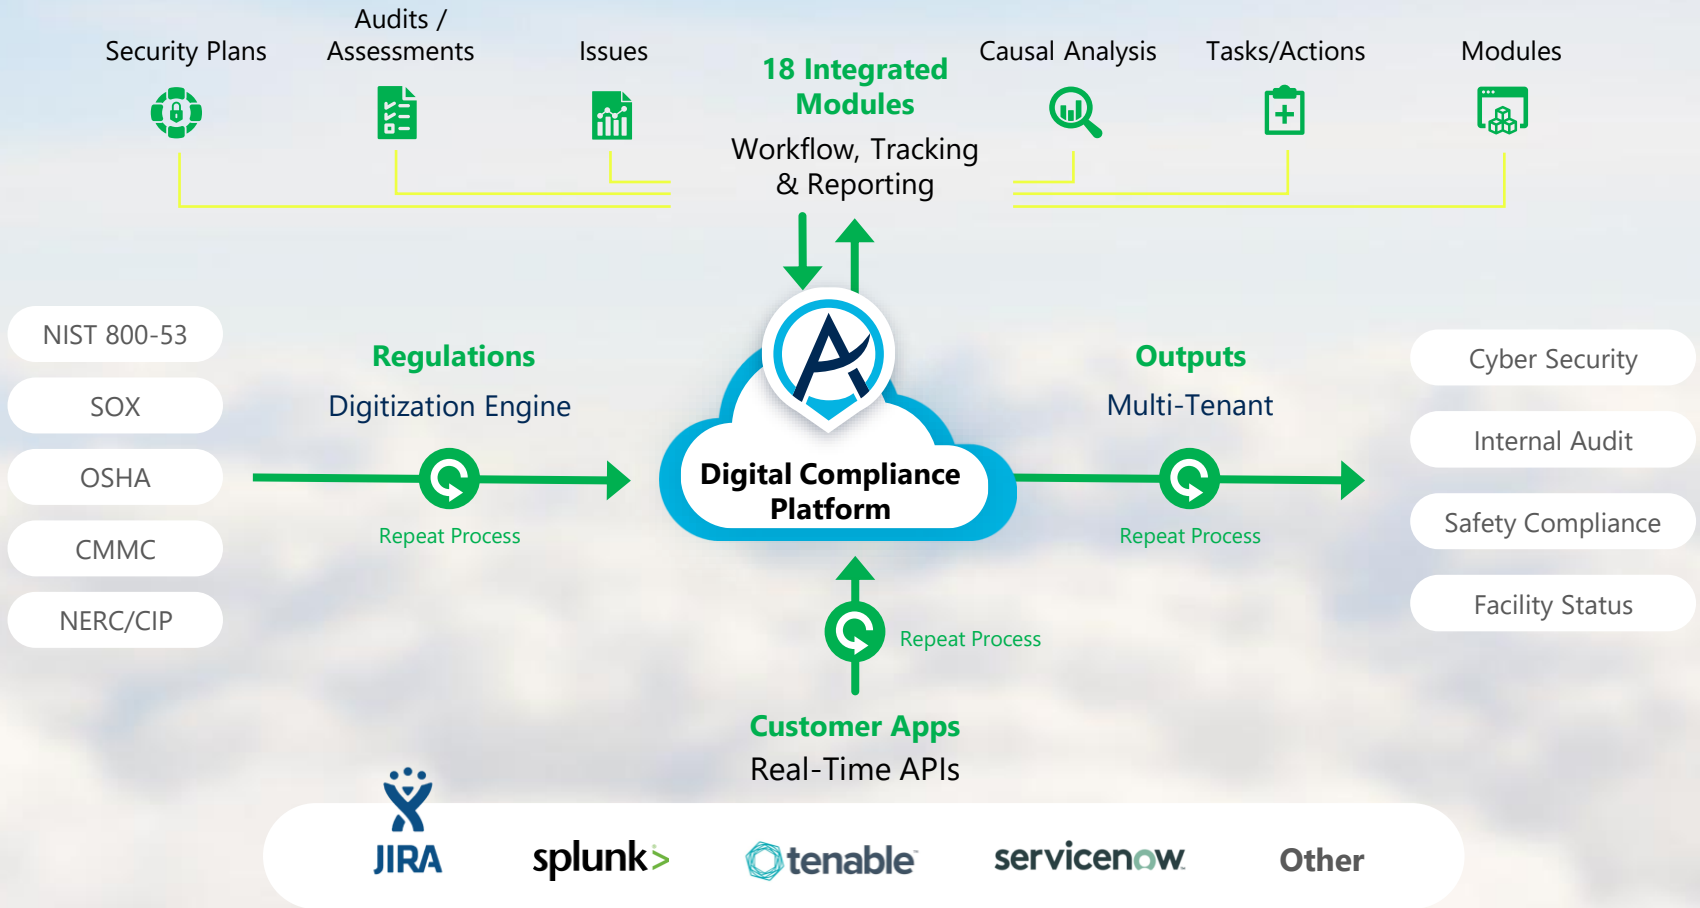 Security Plans
Audits /
Assessments
Issues
18 Integrated
Modules
Workflow, Tracking
& Reporting
Causal Analysis
Tasks/Actions
Modules
NIST 800-53
SOX
OSHA
CMMC
NERC/CIP
Regulations
Digitization Engine
Repeat Process
Digital Compliance
Platform
Outputs
Multi-Tenant
Repeat Process
Cyber Security
Internal Audit
Safety Compliance
Facility Status
Repeat Process
Customer Apps
Real-Time APIs
JIRA
splunk>
tenable
servicenow
Other